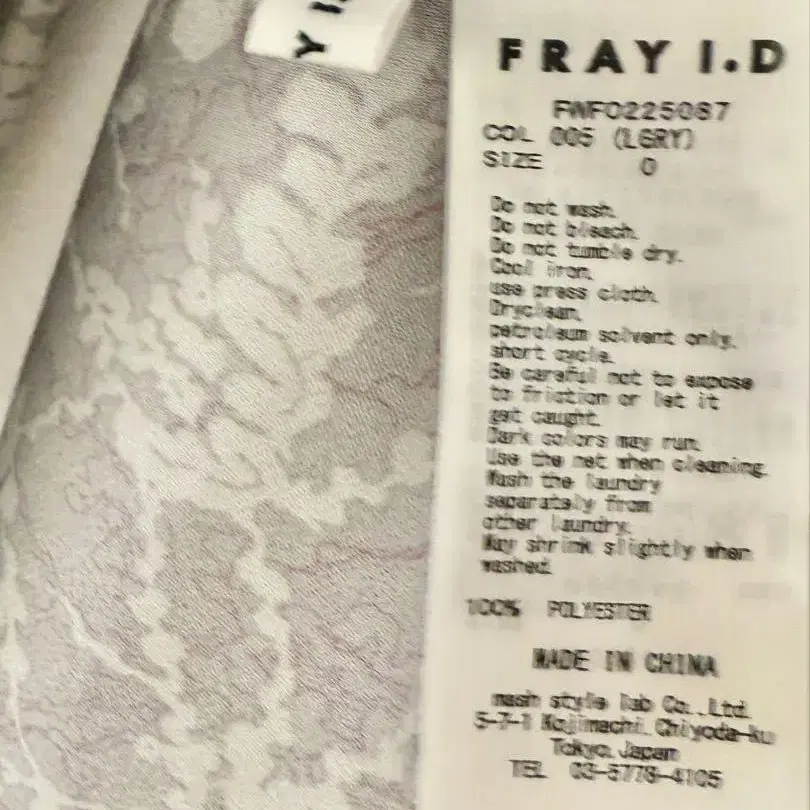 Y I.
FRAY I.D
FWFO225087
COL 005 (LGRY)
SIZE 0
Do not wash.
Do not bleach.
Do not tumble dry.
Cool iron,
use press cloth.
Dryclean,
petroleum solvent only,
short cycle.
Be careful not to expose
to friction or let it
get caught.
Dark colors may run.
Use the net when cleaning.
Wash the laundry
separately from
other laundry.
May shrink slightly when
washed.
100% POLYESTER
MADE IN CHINA
mash style lab Co.,Ltd.
5-7-1 Kojimachi, Chiyoda-ku
Tokyo, Japan
TEL 03-5778-4105